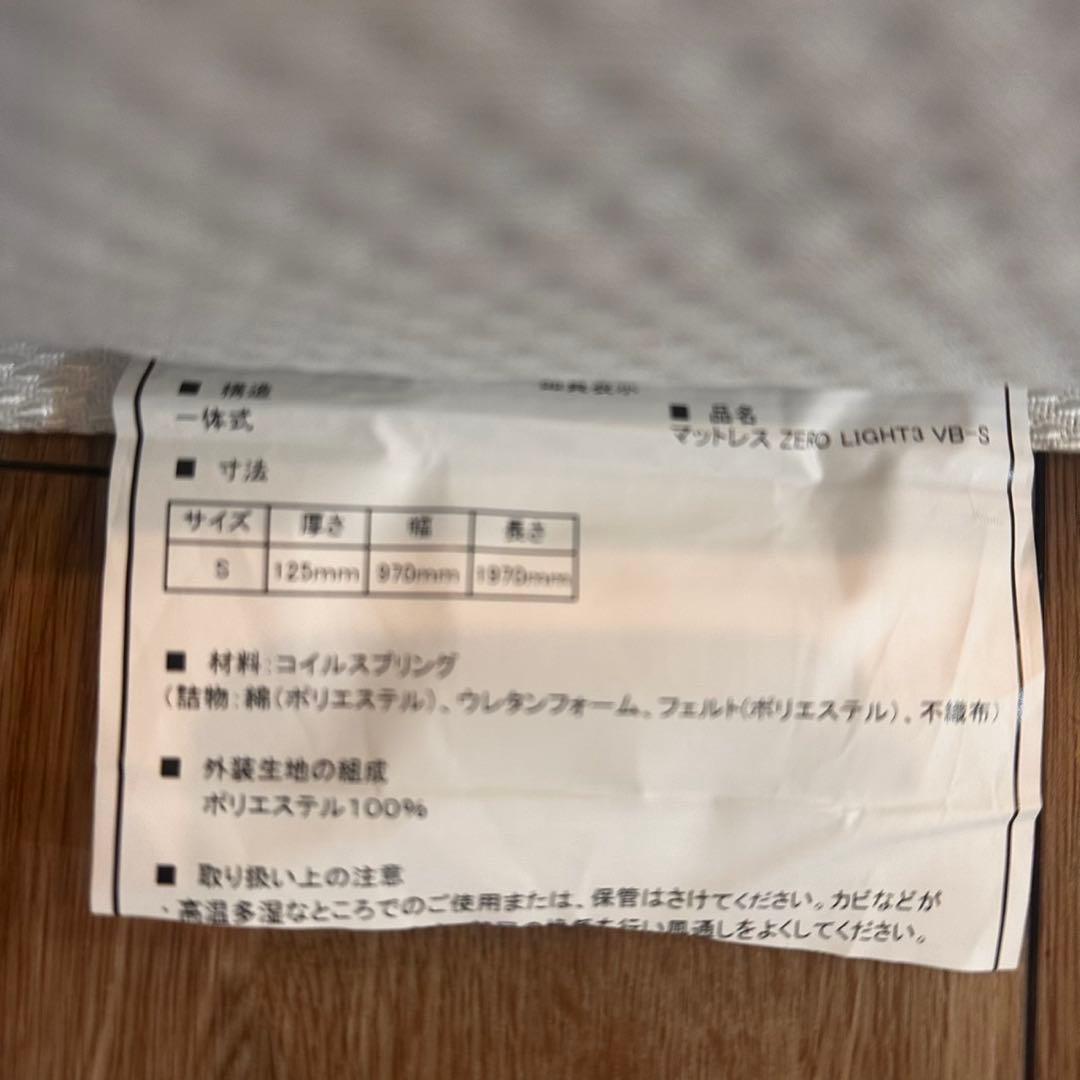 ■ 構造
一体式
■ 品名
マットレス ZERO LIGHT3 VB-S
■ 寸法
サイズ 厚さ 幅 長さ
S 125mm 970mm 1970mm
■ 材料:コイルスプリング
(詰物:綿(ポリエステル)、ウレタンフォーム、フェルト(ポリエステル)、不織布)
■ 外装生地の組成
ポリエステル100%
■ 取り扱い上の注意
・高温多湿なところでのご使用または、保管はさけてください。カビなどが
を行い風通しをよくしてください。